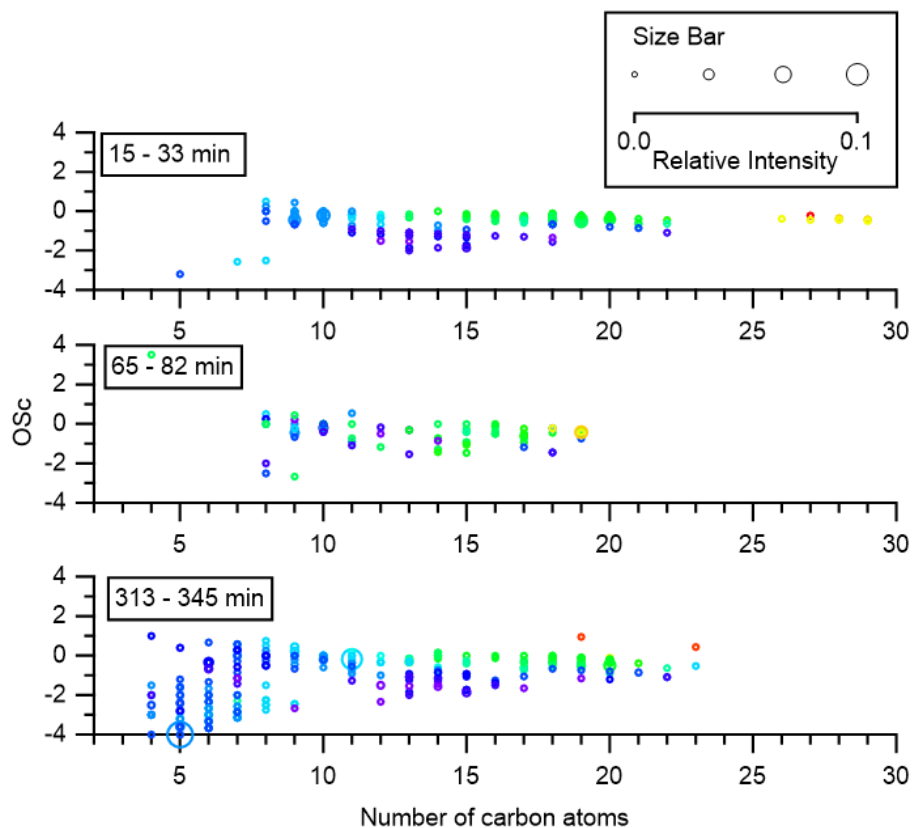 Size Bar
0.0 0.1
Relative Intensity
4
2
0
-2
-4
15 - 33 min
5 10 15 20 25 30
4
2
0
-2
-4
65 - 82 min
5 10 15 20 25 30
OSc
4
2
0
-2
-4
313 - 345 min
5 10 15 20 25 30
Number of carbon atoms